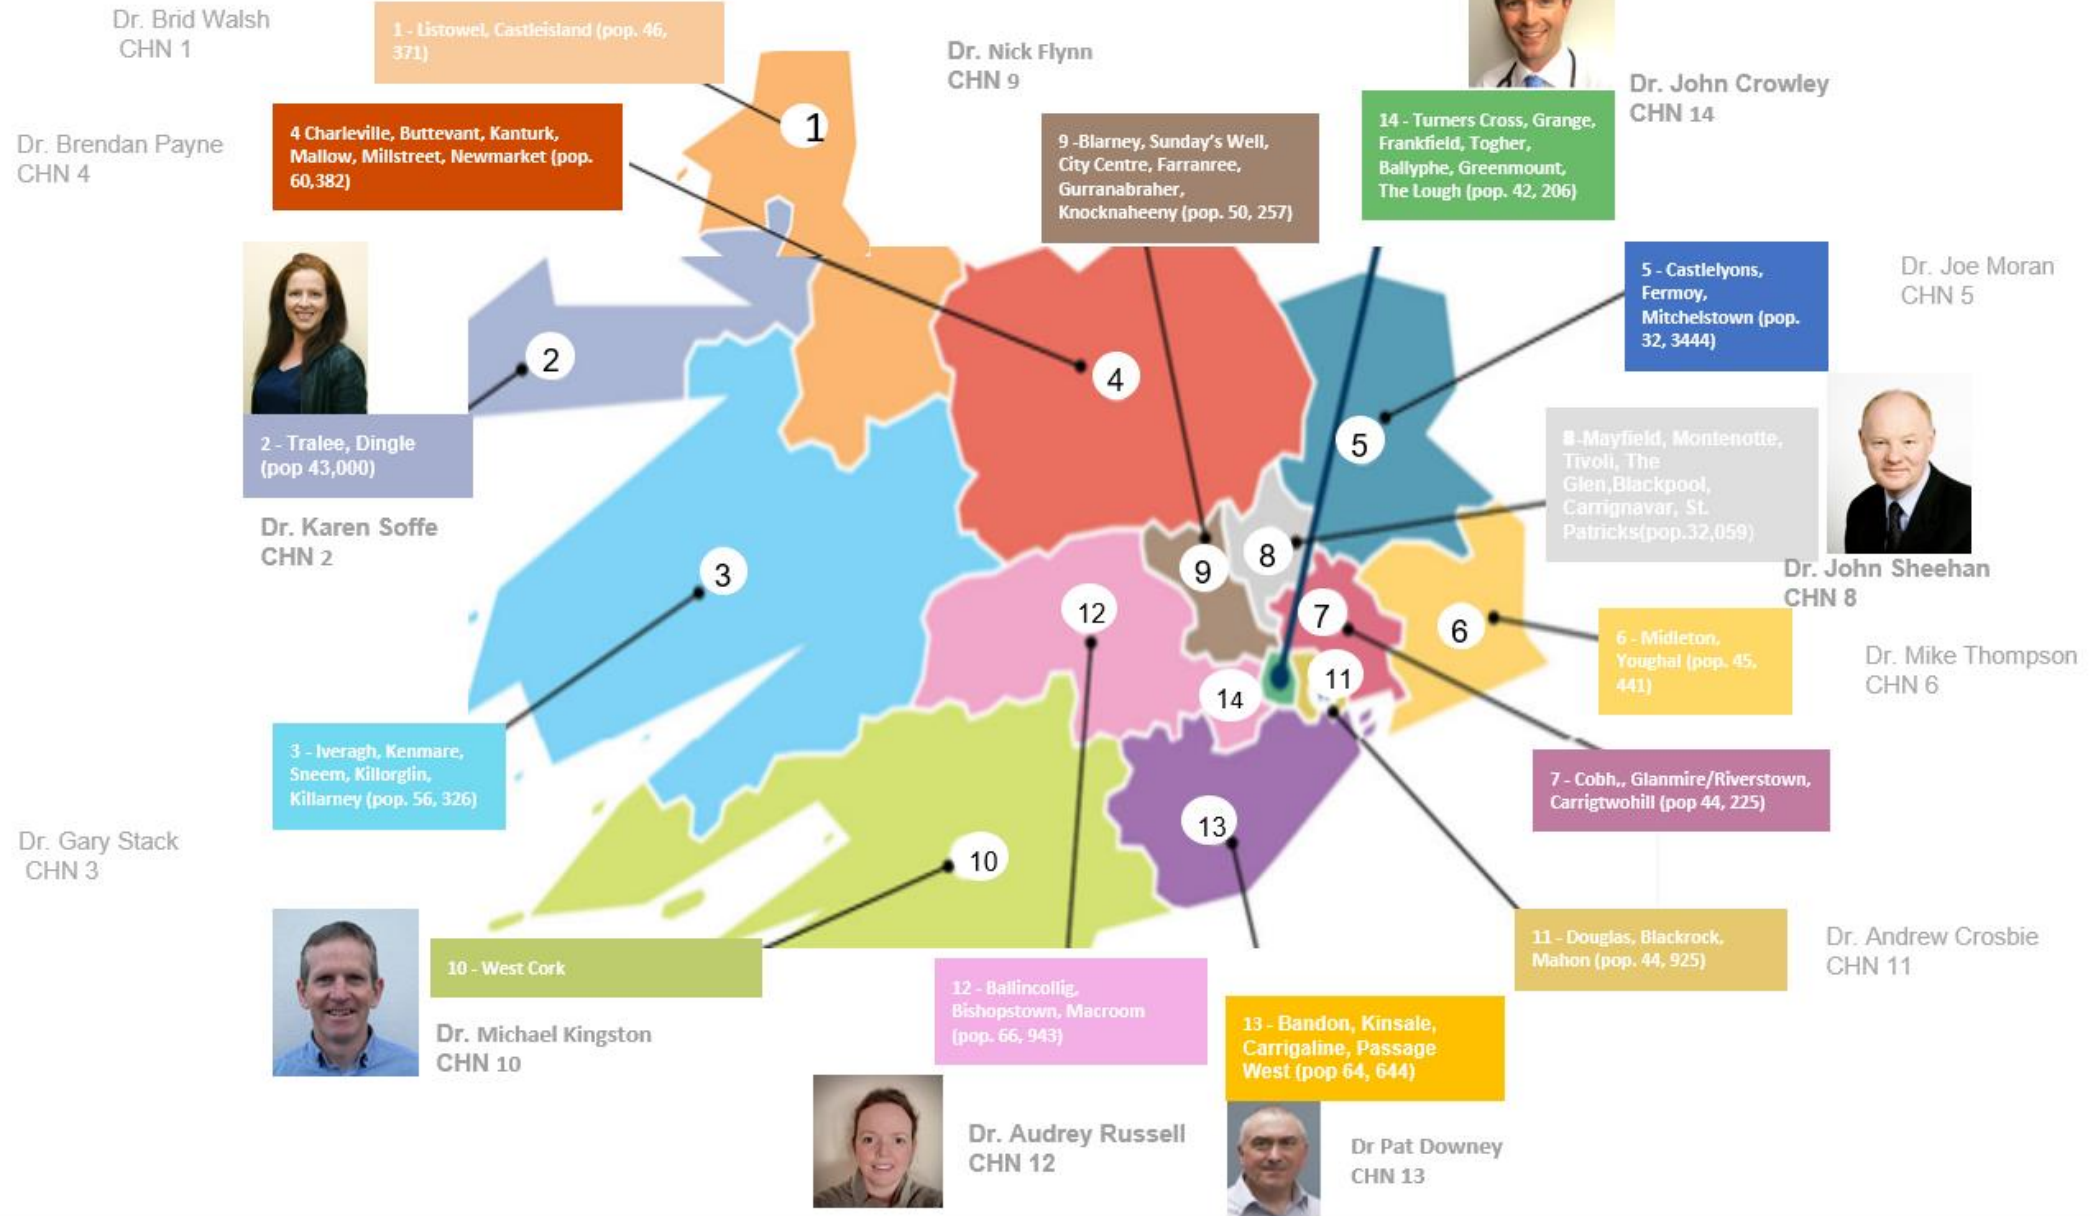 Dr. Brid Walsh
CHN 1
1 - Listowel, Castleisland (pop. 46,
371)
Dr. Nick Flynn
CHN 9
Dr. John Crowley
CHN 14
Dr. Brendan Payne
CHN 4
4 Charleville, Buttevant, Kanturk,
Mallow, Millstreet, Newmarket (pop.
60,382)
9 -Blarney, Sunday's Well,
City Centre, Farranree,
Gurranabraher,
Knocknaheeny (pop. 50, 257)
14 - Turners Cross, Grange,
Frankfield, Togher,
Ballyphe, Greenmount,
The Lough (pop. 42, 206)
5 - Castlelyons,
Fermoy,
Mitchelstown (pop.
32, 3444)
Dr. Joe Moran
CHN 5
2 - Tralee, Dingle
(pop 43,000)
Dr. Karen Soffe
CHN 2
8-Mayfield, Montenotte,
Tivoli, The
Glen,Blackpool,
Carrignavar, St.
Patricks(pop.32,059)
Dr. John Sheehan
CHN 8
6 - Midleton,
Youghal (pop. 45,
441)
Dr. Mike Thompson
CHN 6
1
2
3
4
5
6
7
8
9
10
11
12
13
14
3 - Iveragh, Kenmare,
Sneem, Killorglin,
Killarney (pop. 56, 326)
Dr. Gary Stack
CHN 3
7 - Cobh,, Glanmire/Riverstown,
Carrigtwohill (pop 44, 225)
10 - West Cork
Dr. Michael Kingston
CHN 10
12 - Ballincollig,
Bishopstown, Macroom
(pop. 66, 943)
Dr. Audrey Russell
CHN 12
13 - Bandon, Kinsale,
Carrigaline, Passage
West (pop 64, 644)
Dr Pat Downey
CHN 13
11 - Douglas, Blackrock,
Mahon (pop. 44, 925)
Dr. Andrew Crosbie
CHN 11